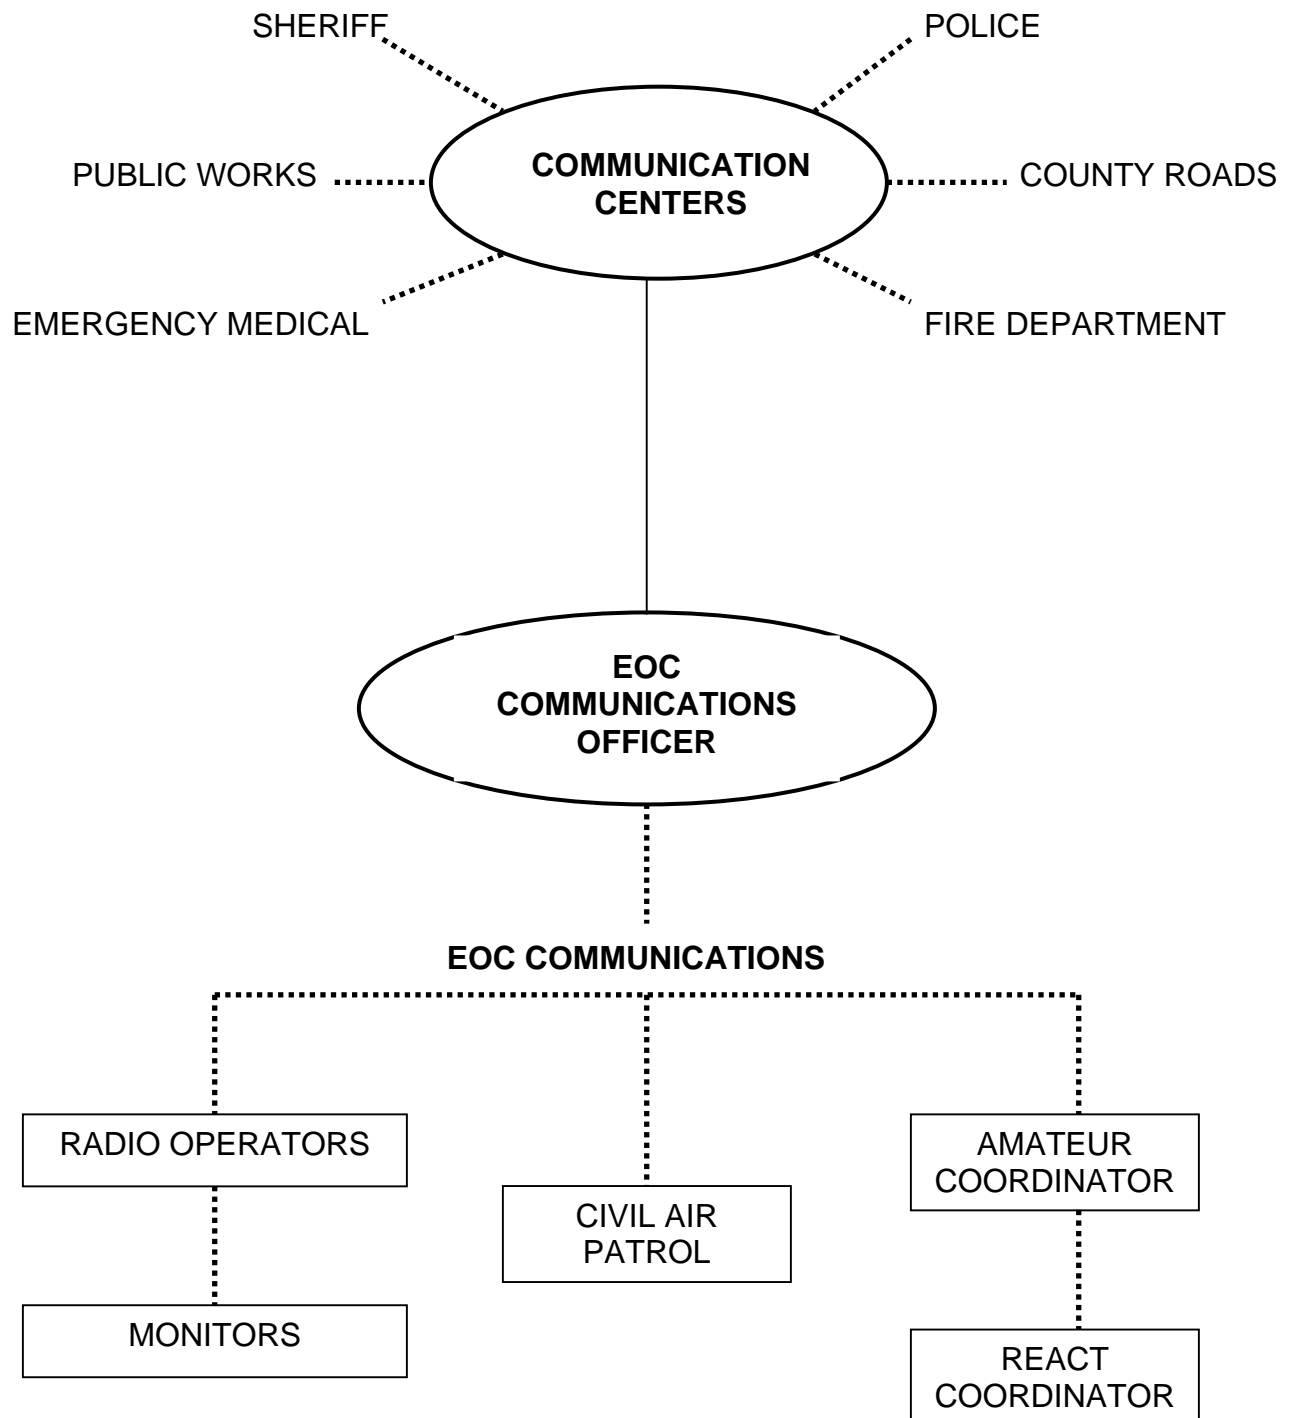 SHERIFF
POLICE
COMMUNICATION
CENTERS
PUBLIC WORKS
COUNTY ROADS
EMERGENCY MEDICAL
FIRE DEPARTMENT
EOC
COMMUNICATIONS
OFFICER
EOC COMMUNICATIONS
RADIO OPERATORS
MONITORS
CIVIL AIR
PATROL
AMATEUR
COORDINATOR
REACT
COORDINATOR